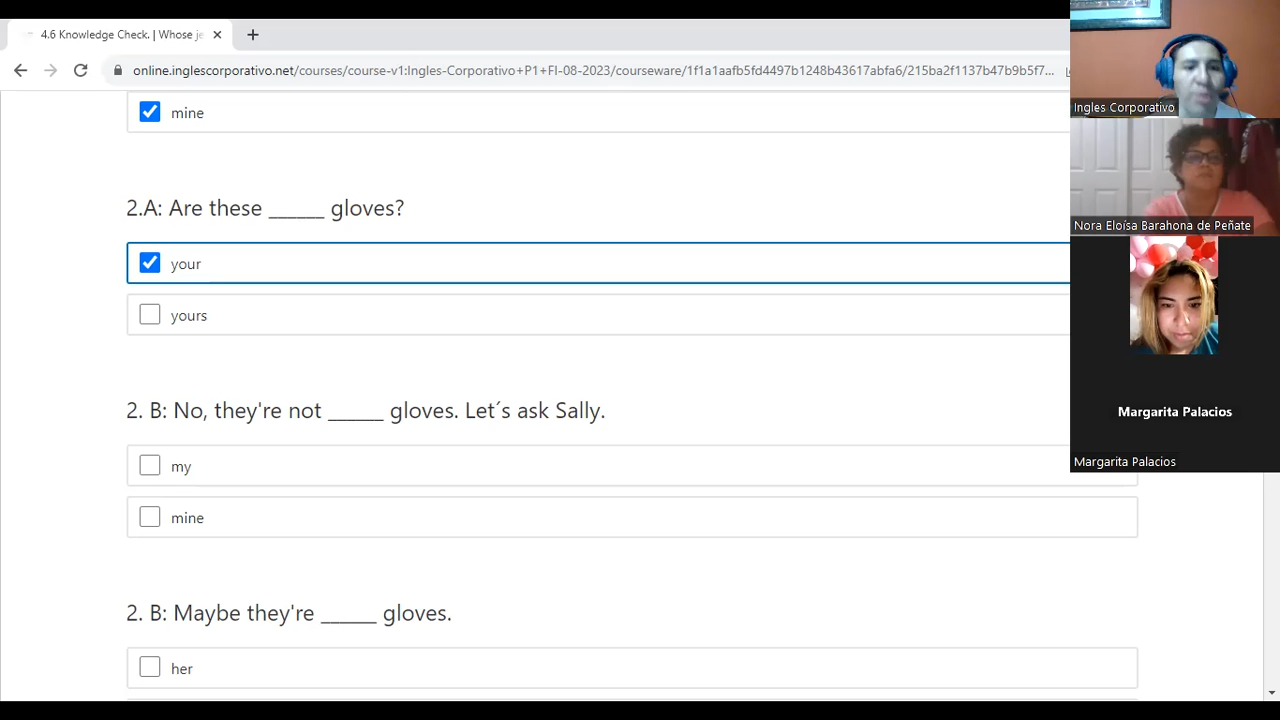 4.6 Knowledge Check. | Whose je
online.inglescorporativo.net/courses/course-v1:Ingles-Corporativo+P1+FI-08-2023/courseware/1f1a1aafb5fd4497b1248b43617abfa6/215ba2f1137b47b9b5f7...
mine
2.A: Are these ______ gloves?
your
yours
2. B: No, they're not ______ gloves. Let´s ask Sally.
my
mine
2. B: Maybe they're ______ gloves.
her
Ingles Corporativo
Nora Eloísa Barahona de Peñate
Margarita Palacios
Margarita Palacios